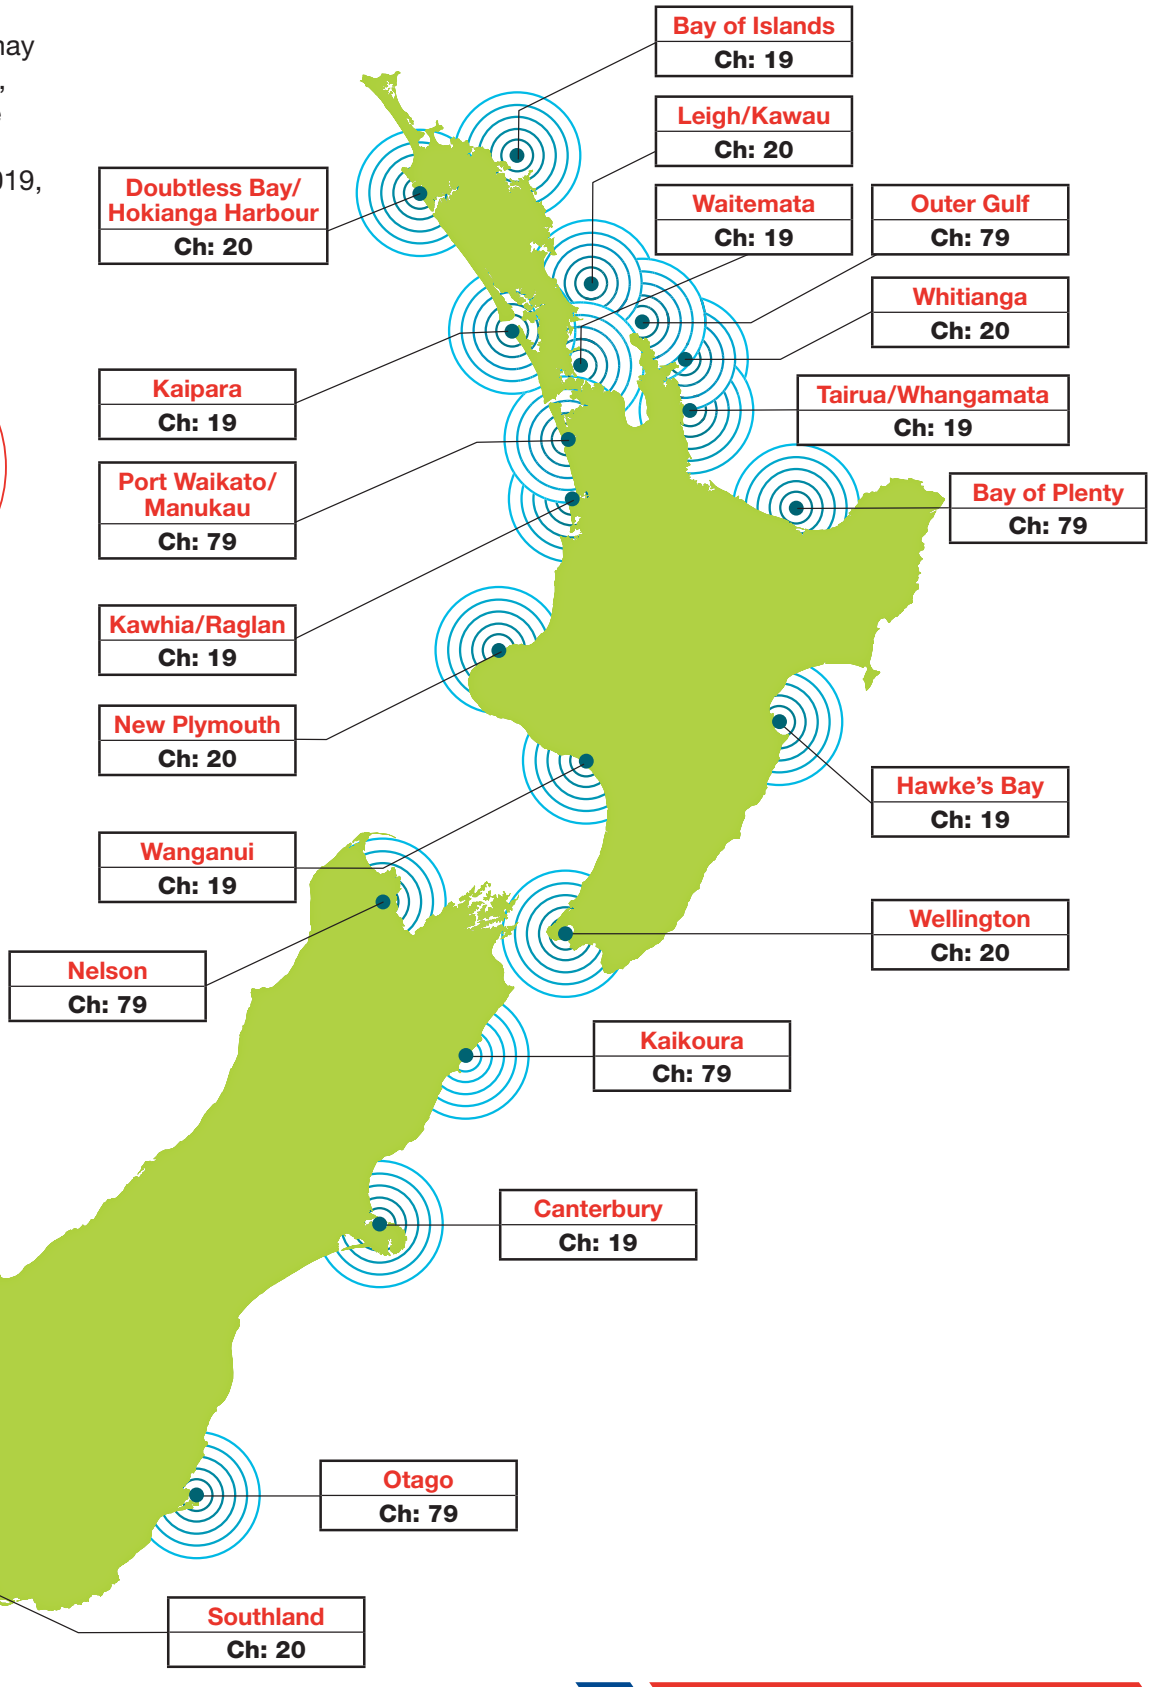 019,
Bay of Islands
Ch: 19
Leigh/Kawau
Ch: 20
Waitemata
Ch: 19
Outer Gulf
Ch: 79
Doubtless Bay/
Hokianga Harbour
Ch: 20
Whitianga
Ch: 20
Kaipara
Ch: 19
Tairua/Whangamata
Ch: 19
Port Waikato/
Manukau
Ch: 79
Bay of Plenty
Ch: 79
Kawhia/Raglan
Ch: 19
New Plymouth
Ch: 20
Hawke's Bay
Ch: 19
Wanganui
Ch: 19
Wellington
Ch: 20
Nelson
Ch: 79
Kaikoura
Ch: 79
Canterbury
Ch: 19
Otago
Ch: 79
Southland
Ch: 20